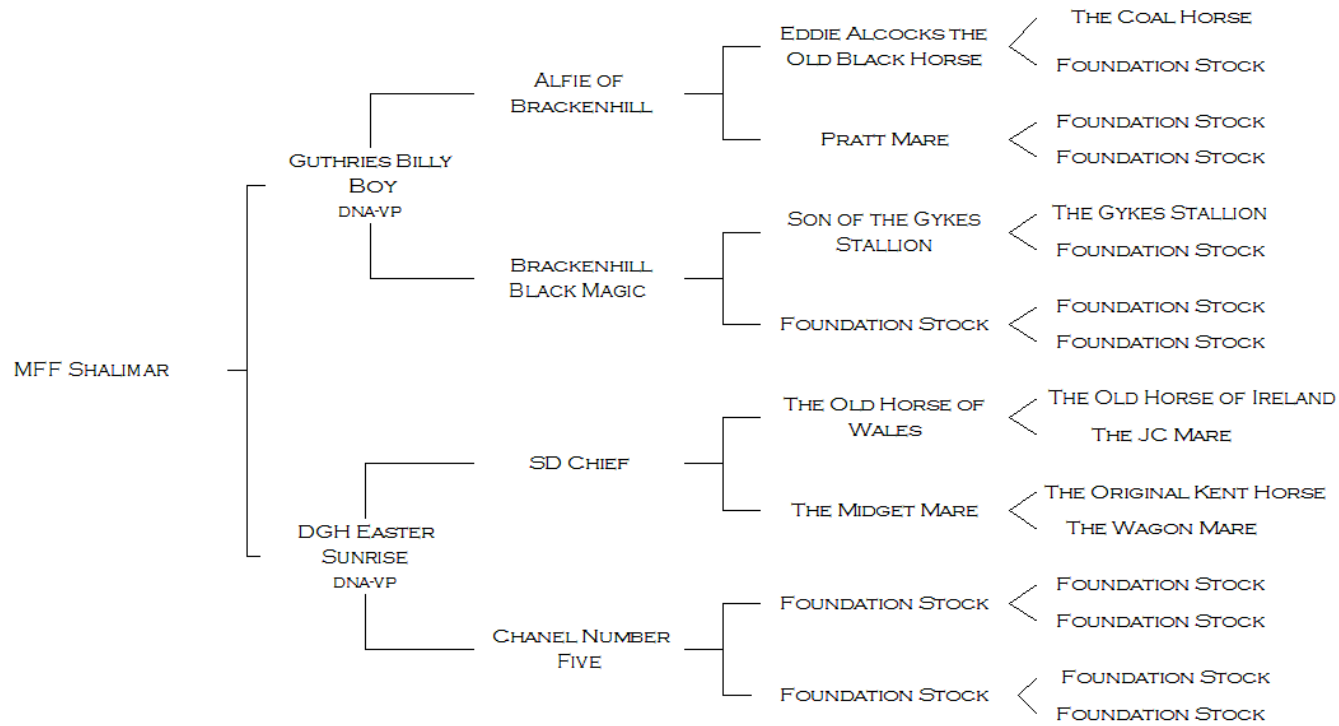 MFF Shalimar
Guthries Billy
Boy
DNA-VP
DGH Easter
Sunrise
DNA-VP
Alfie of
Brackenhill
Brackenhill
Black Magic
SD Chief
Chanel Number
Five
Eddie Alcocks the
Old Black Horse
Pratt Mare
Son of the Gykes
Stallion
Foundation Stock
The Old Horse of
Wales
The Midget Mare
Foundation Stock
Foundation Stock
The Coal Horse
Foundation Stock
Foundation Stock
Foundation Stock
The Gykes Stallion
Foundation Stock
Foundation Stock
Foundation Stock
The Old Horse of Ireland
The JC Mare
The Original Kent Horse
The Wagon Mare
Foundation Stock
Foundation Stock
Foundation Stock
Foundation Stock